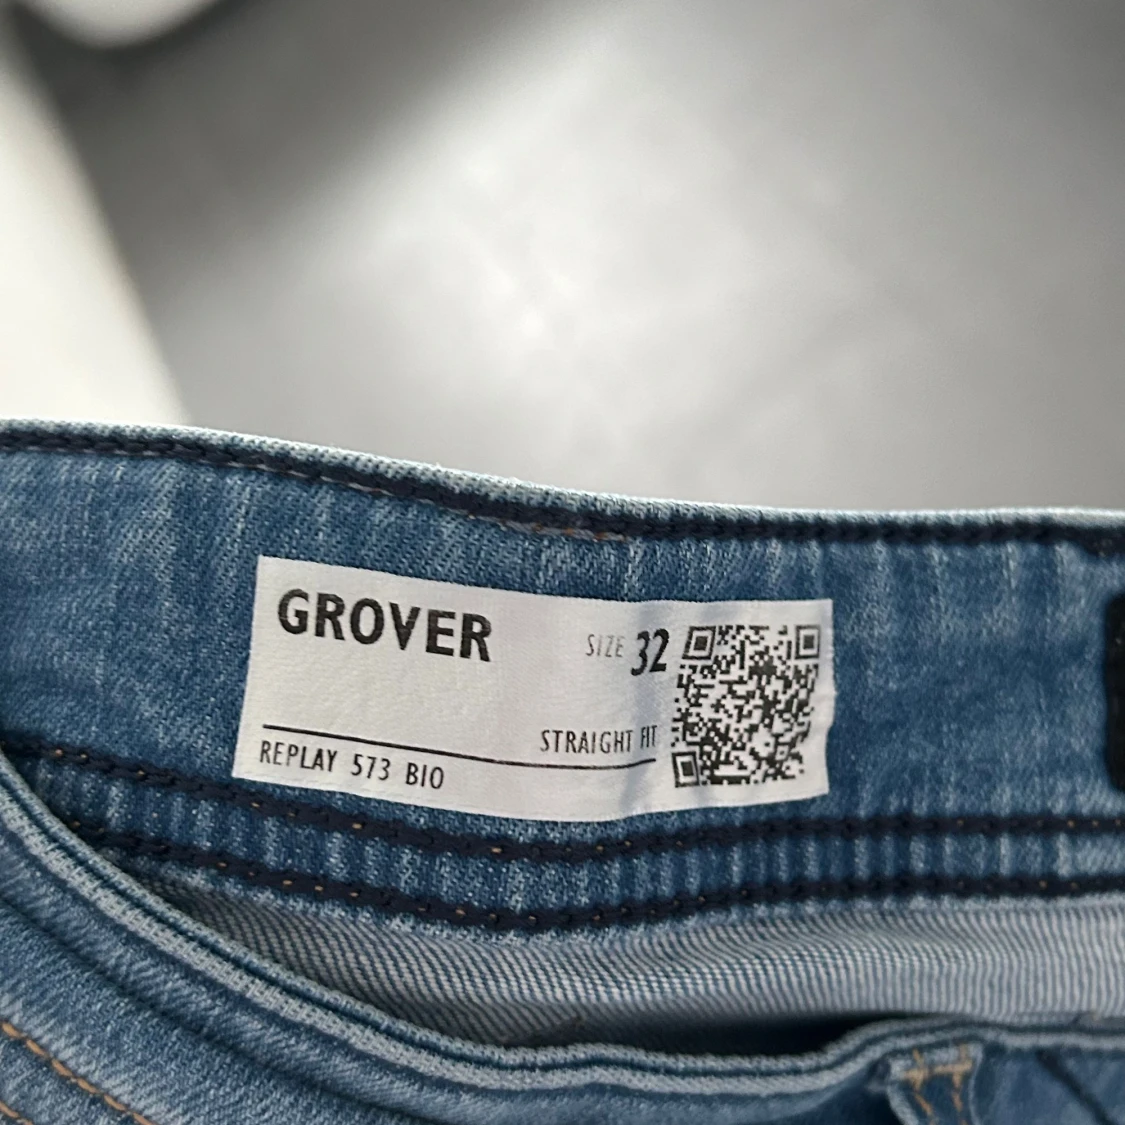 GROVER
SIZE 32
STRAIGHT FIT
REPLAY 573 BIO